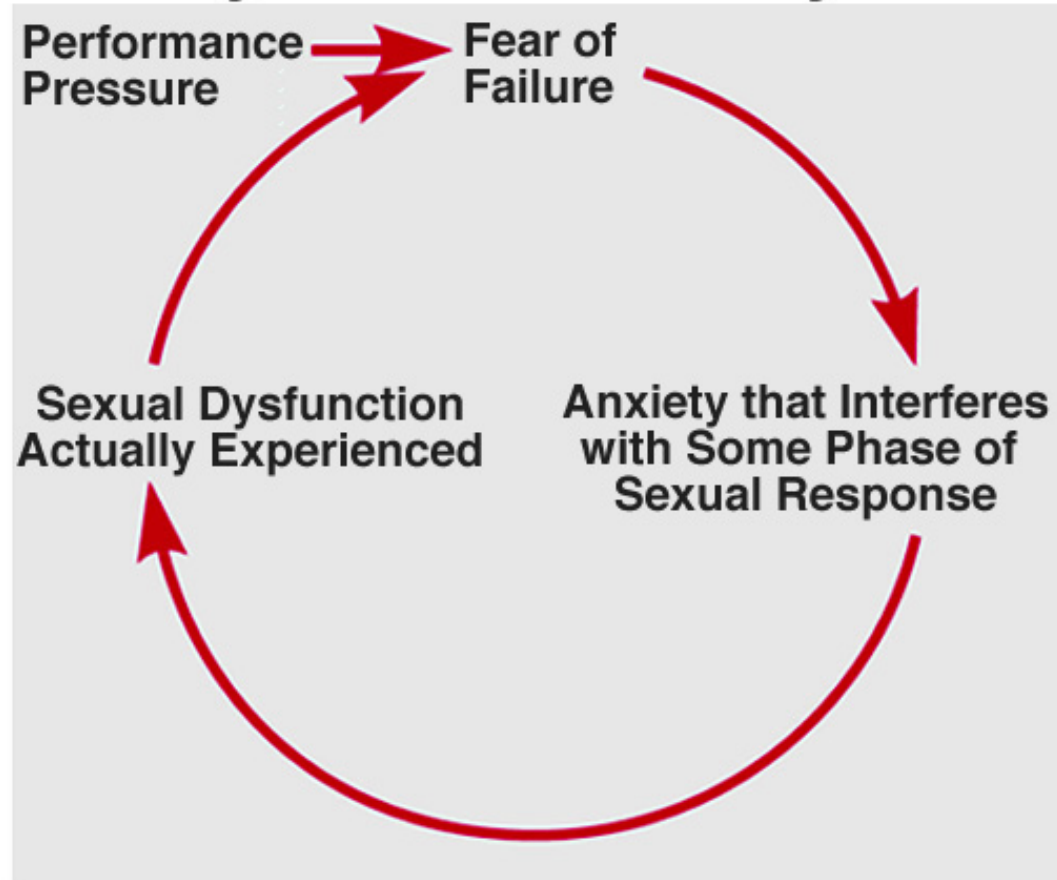 Performance
Pressure
Fear of
Failure
Sexual Dysfunction
Actually Experienced
Anxiety that Interferes
with Some Phase of
Sexual Response